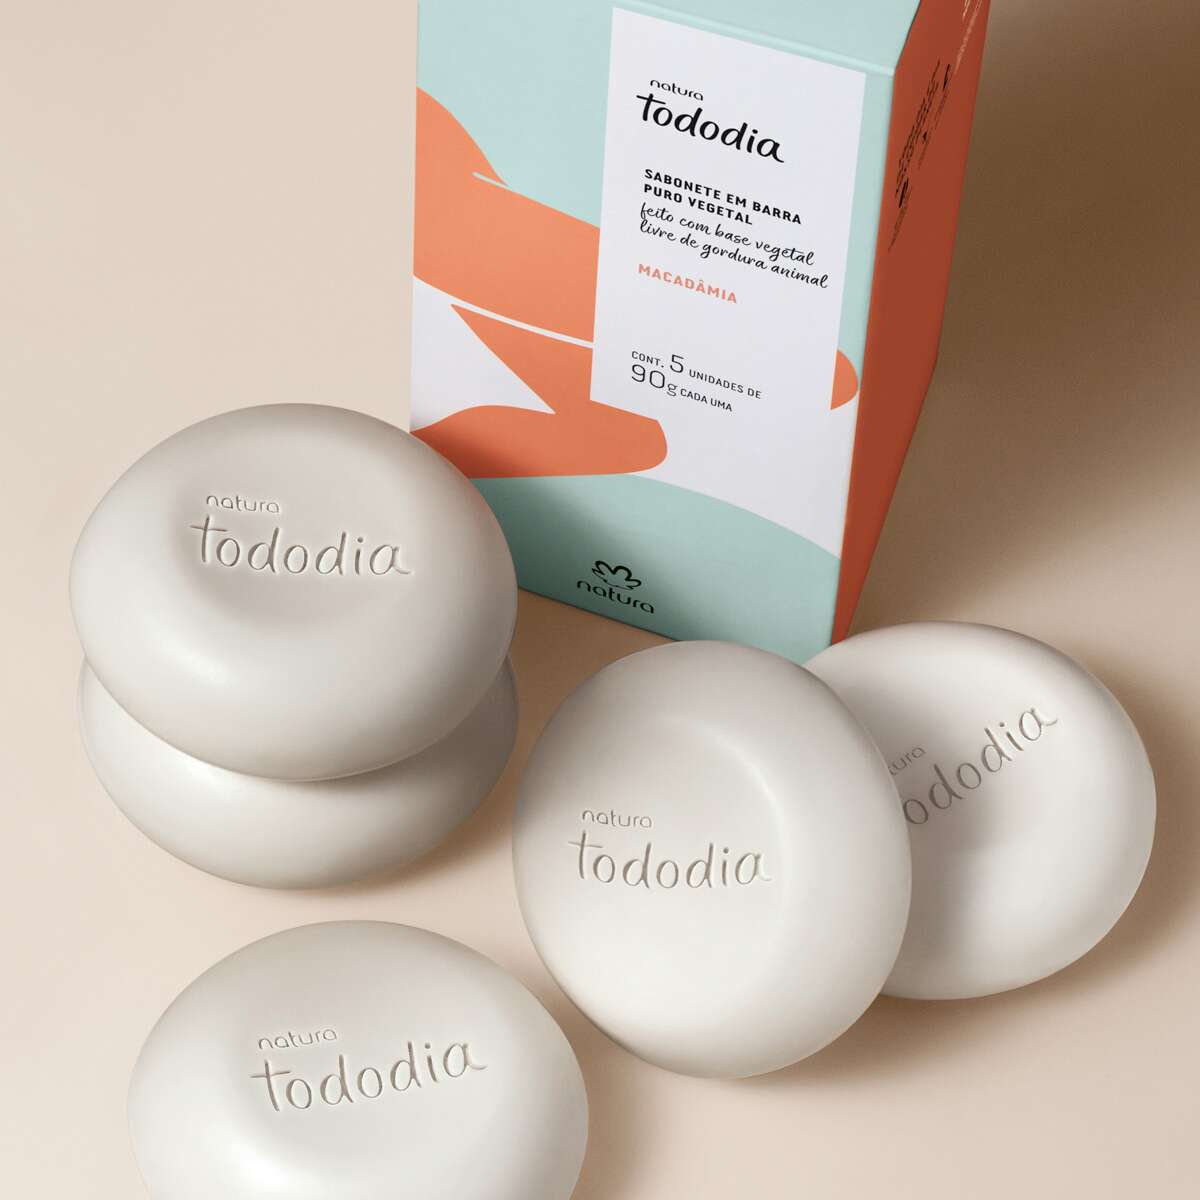 natura
tododia
SABONETE EM BARRA
PURO VEGETAL
feito com base vegetal
livre de gordura animal
MACADÂMIA
CONT. 5 UNIDADES DE
90g CADA UMA
natura
natura
tododia
natura
tododia
tododia
natura
tododia